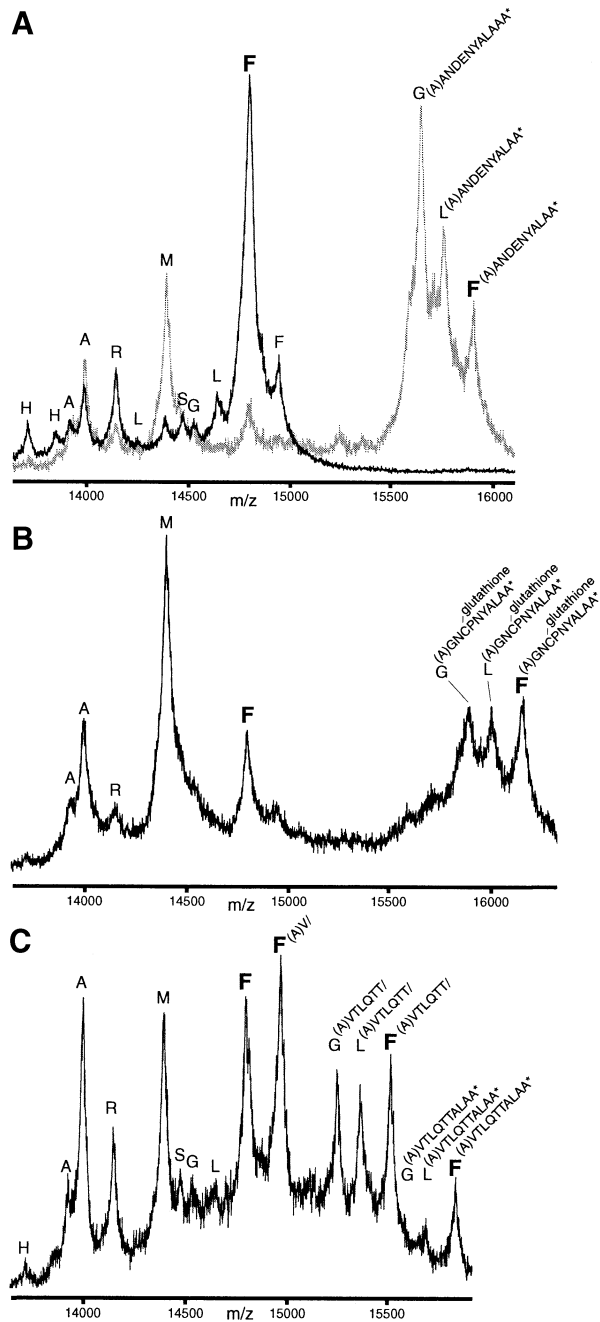 A
F
G(A)ANDENYALAAA*
L(A)ANDENYALAA*
F(A)ANDENYALAA*
M
A
R
F
L
H
H
A
L
S
G
14000
14500
15000
15500
16000
m/z
B
M
glutathione
glutathione
glutathione
(A)GNCPNYALAA*
(A)GNCPNYALAA*
(A)GNCPNYALAA*
G
L
F
A
F
A
R
14000
14500
15000
15500
16000
m/z
C
F(A)V/
A
M
F
G(A)VTLQTT/
L(A)VTLQTT/
F(A)VTLQTT/
R
A
S
G
L
G(A)VTLQTTALAA*
L(A)VTLQTTALAA*
F(A)VTLQTTALAA*
H
14000
14500
15000
15500
m/z